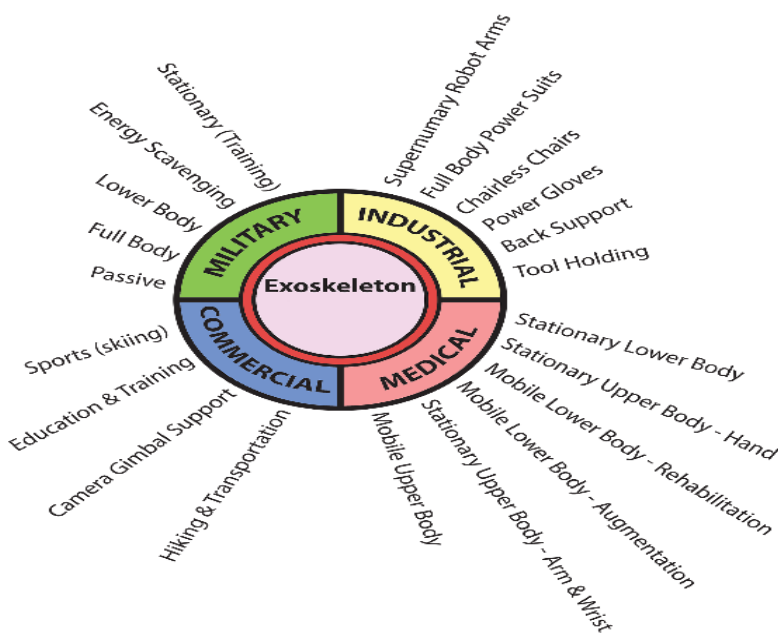 Stationary (Training)
Energy Scavenging
Lower Body
Full Body
Passive
Supernumary Robot Arms
Full Body Power Suits
Chairless Chairs
Power Gloves
Back Support
Tool Holding
MILITARY
INDUSTRIAL
Exoskeleton
COMMERCIAL
MEDICAL
Sports (skiing)
Education & Training
Camera Gimbal Support
Hiking & Transportation
Stationary Lower Body
Stationary Upper Body - Hand
Mobile Lower Body - Rehabilitation
Mobile Lower Body - Augmentation
Stationary Upper Body - Arm & Wrist
Mobile Upper Body